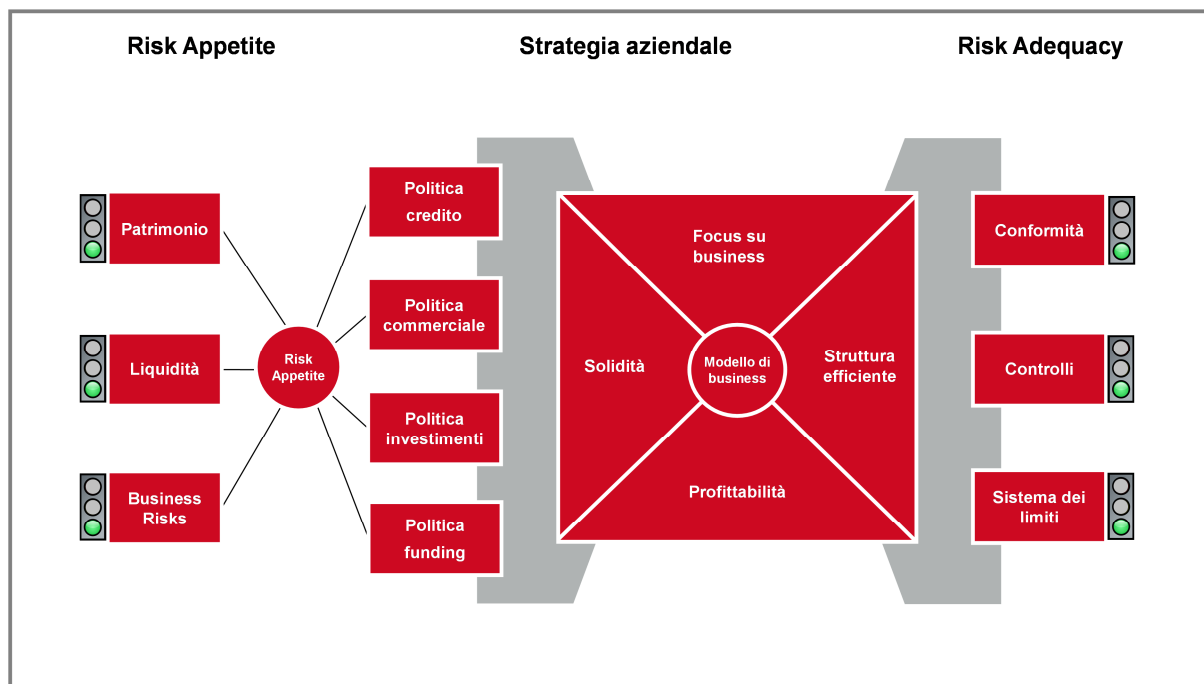 Risk Appetite
Strategia aziendale
Risk Adequacy
Patrimonio
Liquidità
Business
Risks
Risk
Appetite
Politica
credito
Politica
commerciale
Politica
investimenti
Politica
funding
Focus su
business
Solidità
Modello di
business
Struttura
efficiente
Profittabilità
Conformità
Controlli
Sistema dei
limiti